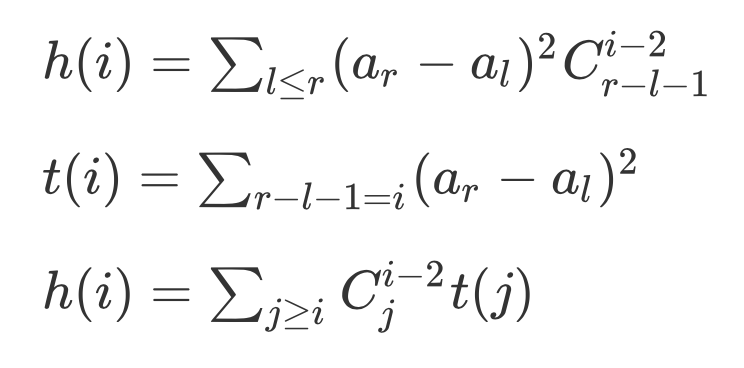 h(i) = ∑_{l≤r}(a_r − a_l)^2 C_{r−l−1}^{i−2}
t(i) = ∑_{r−l−1=i}(a_r − a_l)^2
h(i) = ∑_{j≥i} C_j^{i−2} t(j)